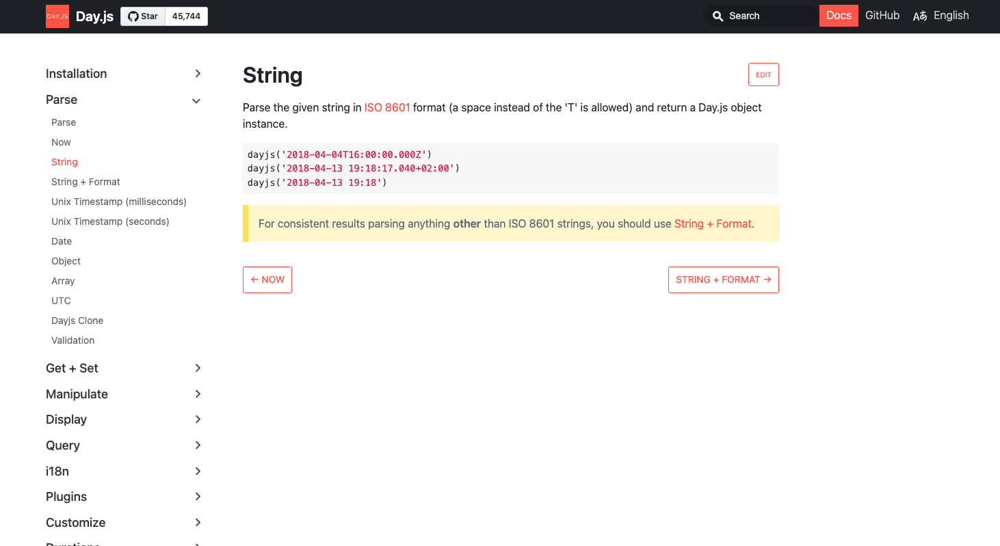 DAY.JS
Day.js
Star
45,744
Search
Docs
GitHub
Aあ
English
Installation
Parse
Parse
Now
String
String + Format
Unix Timestamp (milliseconds)
Unix Timestamp (seconds)
Date
Object
Array
UTC
Dayjs Clone
Validation
Get + Set
Manipulate
Display
Query
i18n
Plugins
Customize
Durations
String
EDIT
Parse the given string in ISO 8601 format (a space instead of the 'T' is allowed) and return a Day.js object
instance.
dayjs('2018-04-04T16:00:00.000Z')
dayjs('2018-04-13 19:18:17.040+02:00')
dayjs('2018-04-13 19:18')
For consistent results parsing anything other than ISO 8601 strings, you should use String + Format.
← NOW
STRING + FORMAT →